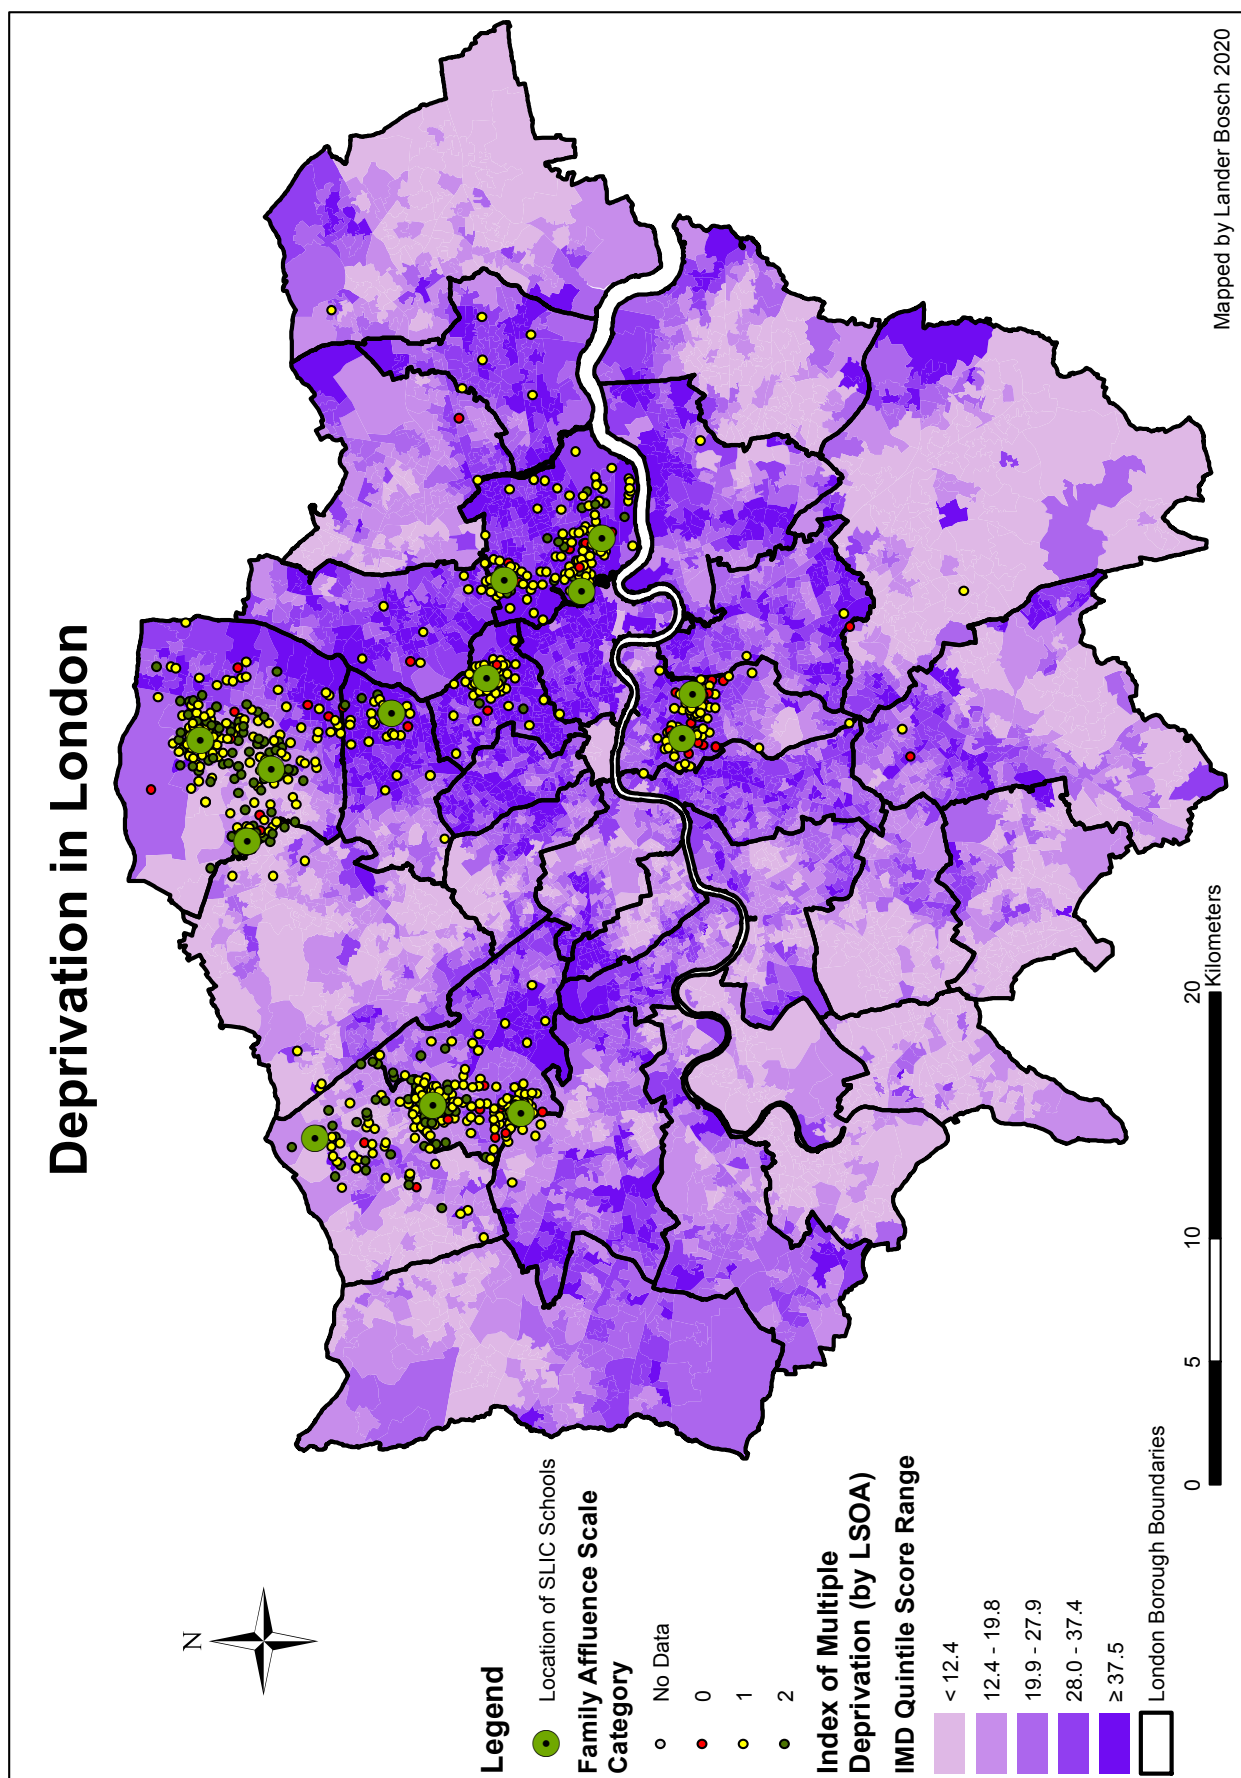 Deprivation in London
N
Legend
Location of SLIC Schools
Family Affluence Scale
Category
No Data
0
1
2
Index of Multiple
Deprivation (by LSOA)
IMD Quintile Score Range
< 12.4
12.4 - 19.8
19.9 - 27.9
28.0 - 37.4
≥ 37.5
London Borough Boundaries
0 5 10 20
Kilometers
Mapped by Lander Bosch 2020